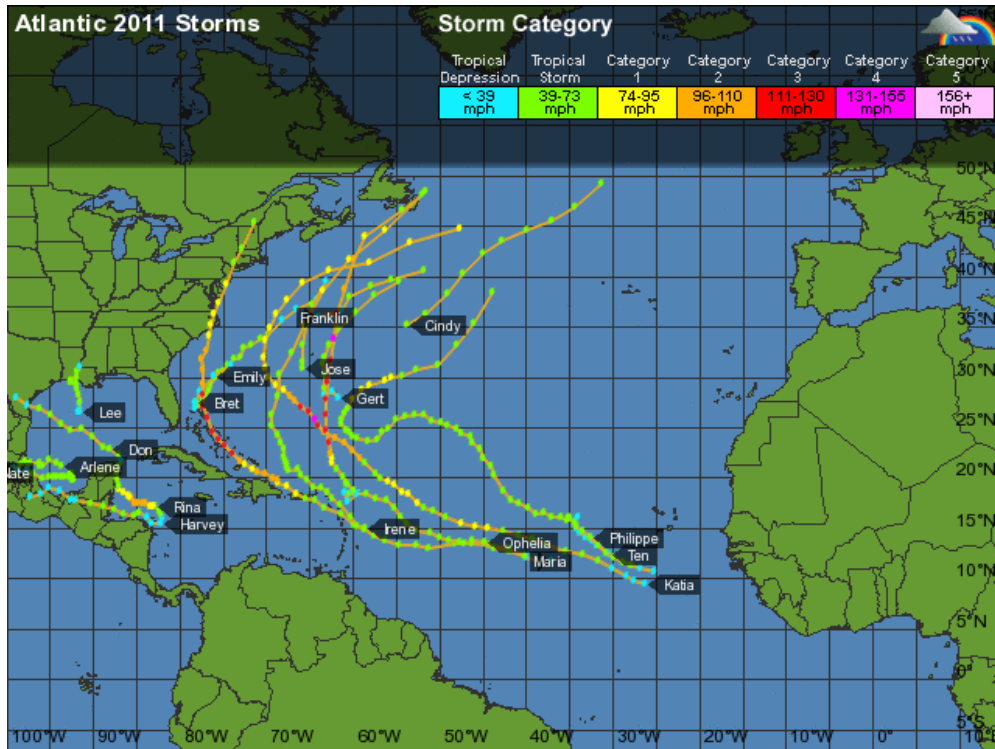 Atlantic 2011 Storms
Storm Category
Tropical Depression
Tropical Storm
Category 1
Category 2
Category 3
Category 4
Category 5
< 39 mph
39-73 mph
74-95 mph
96-110 mph
111-130 mph
131-155 mph
156+ mph
50°N
45°N
40°N
Franklin
Cindy
35°N
Jose
Emily
30°N
Gert
Bret
Lee
25°N
Don
Arlene
Nate
20°N
Rina
Harvey
Irene
15°N
Philippe
Ophelia
Ten
Maria
10°N
Katia
5°N
0°
5°S
100°W 90°W 80°W 70°W 60°W 50°W 40°W 30°W 20°W 10°W 0° 10°